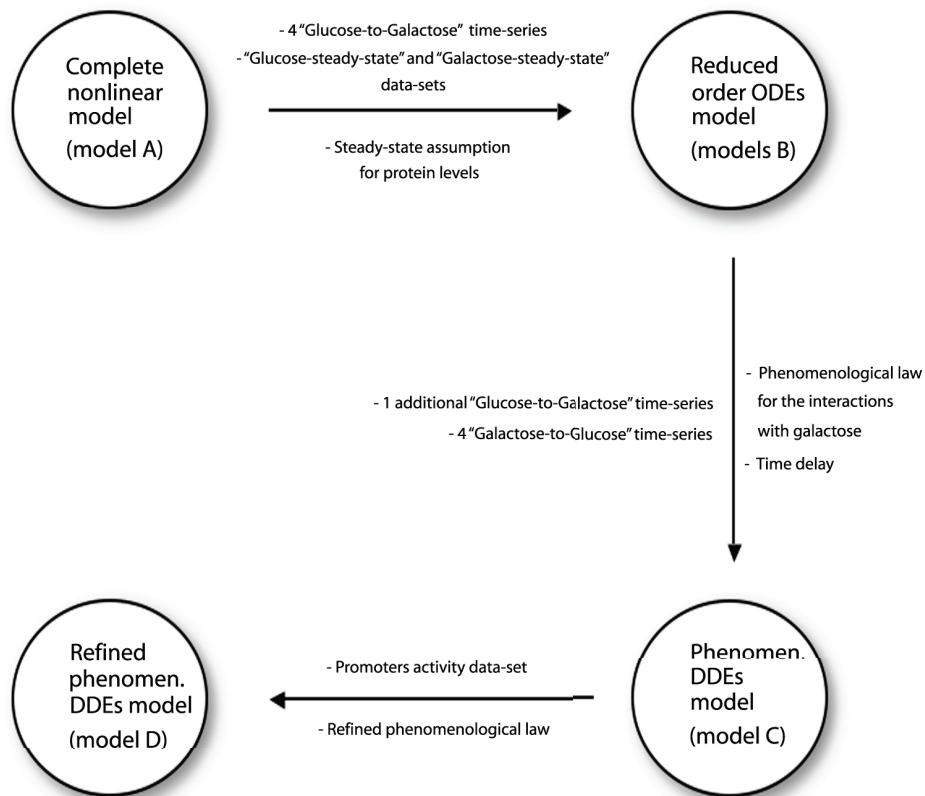 Complete
nonlinear
model
(model A)
- 4 “Glucose-to-Galactose” time-series
- “Glucose-steady-state” and “Galactose-steady-state”
data-sets
- Steady-state assumption
for protein levels
Reduced
order ODEs
model
(models B)
- 1 additional “Glucose-to-Galactose” time-series
- 4 “Galactose-to-Glucose” time-series
- Phenomenological law
for the interactions
with galactose
- Time delay
Phenomen.
DDEs
model
(model C)
- Promoters activity data-set
- Refined phenomenological law
Refined
phenomen.
DDEs model
(model D)